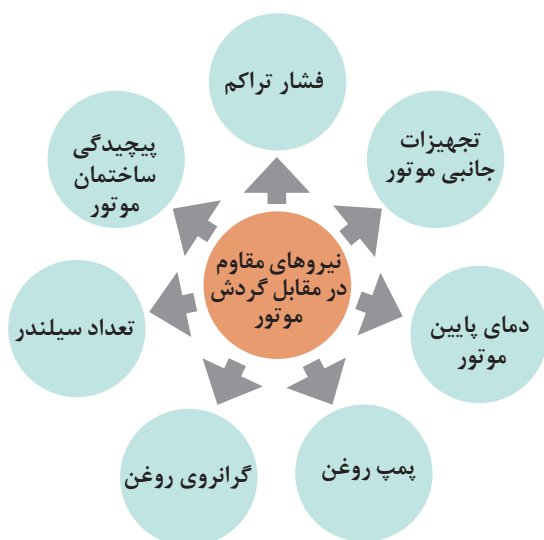 فشار تراکم
تجهیزات
جانبی موتور
پیچیدگی
ساختمان
موتور
نیروهای مقاوم
در مقابل گردش
موتور
دمای پایین
موتور
تعداد سیلندر
پمپ روغن
گرانروی روغن